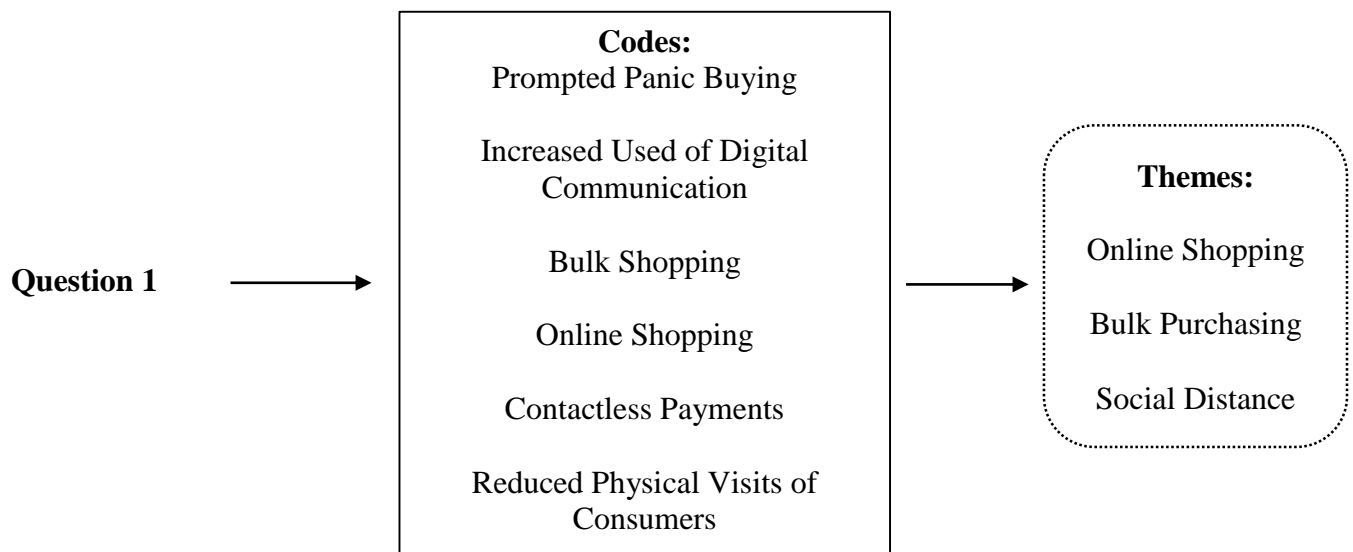 Question 1
Codes:
Prompted Panic Buying
Increased Used of Digital
Communication
Bulk Shopping
Online Shopping
Contactless Payments
Reduced Physical Visits of
Consumers
Themes:
Online Shopping
Bulk Purchasing
Social Distance